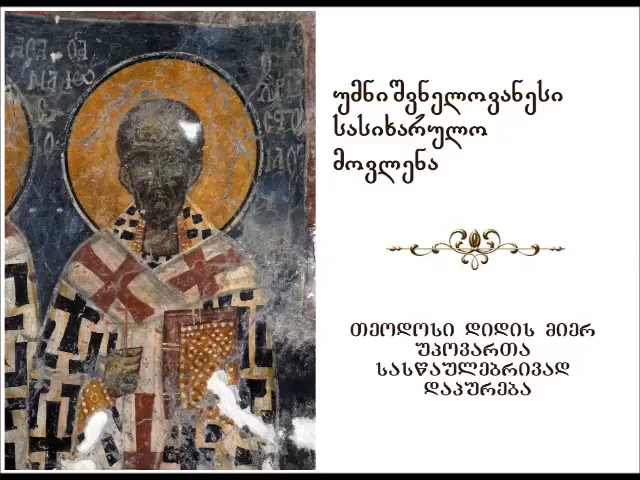 უმნიშვნელოვანესი
სასიხარულო
მოვლენა
თეოდოსი დიდის მიერ
უპოვართა
სასწაულებრივად
დაპურება